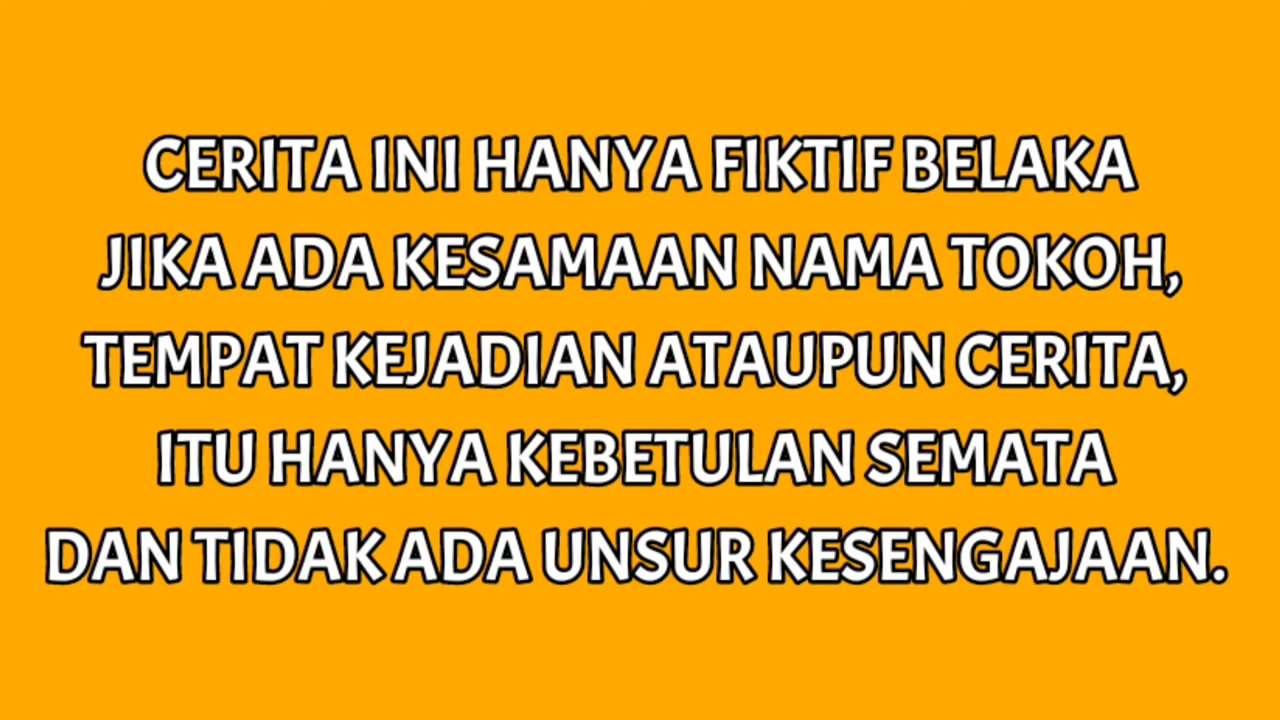 CERITA INI HANYA FIKTIF BELAKA
JIKA ADA KESAMAAN NAMA TOKOH,
TEMPAT KEJADIAN ATAUPUN CERITA,
ITU HANYA KEBETULAN SEMATA
DAN TIDAK ADA UNSUR KESENGAJAAN.